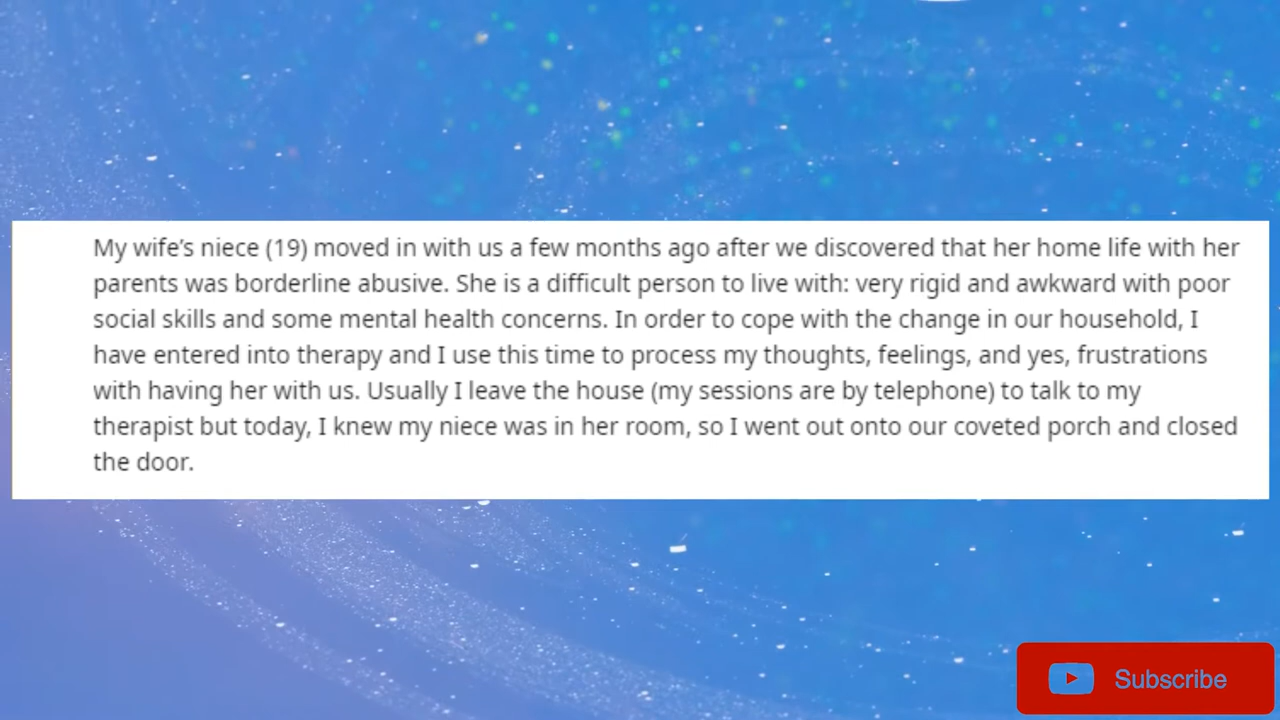 My wife’s niece (19) moved in with us a few months ago after we discovered that her home life with her
parents was borderline abusive. She is a difficult person to live with: very rigid and awkward with poor
social skills and some mental health concerns. In order to cope with the change in our household, I
have entered into therapy and I use this time to process my thoughts, feelings, and yes, frustrations
with having her with us. Usually I leave the house (my sessions are by telephone) to talk to my
therapist but today, I knew my niece was in her room, so I went out onto our coveted porch and closed
the door.
Subscribe